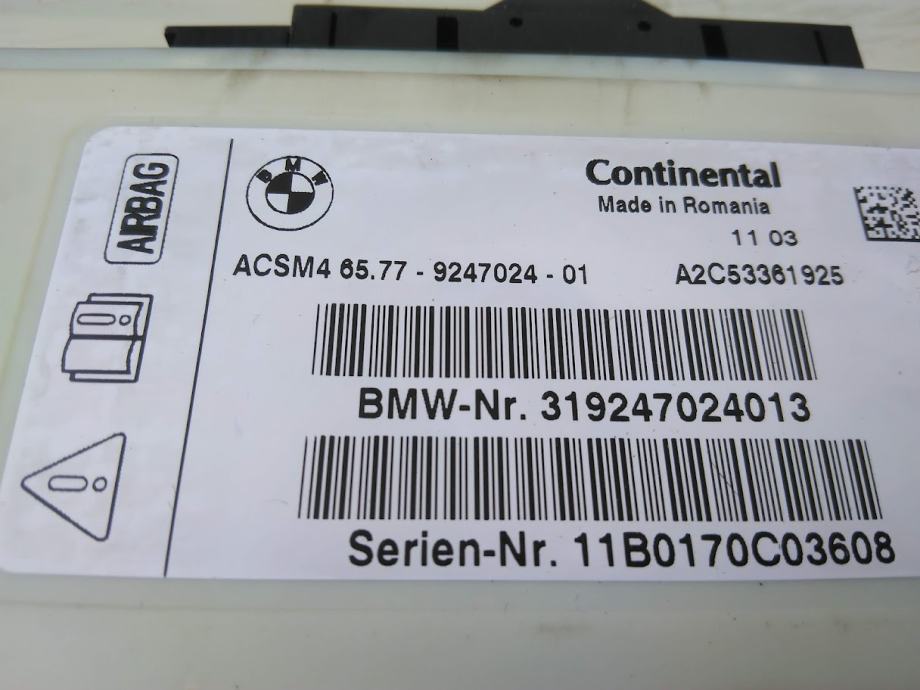 AIRBAG
BMW
Continental
Made in Romania
11 03
ACSM4 65.77 - 9247024 - 01 A2C53361925
BMW-Nr. 319247024013
Serien-Nr. 11B0170C03608